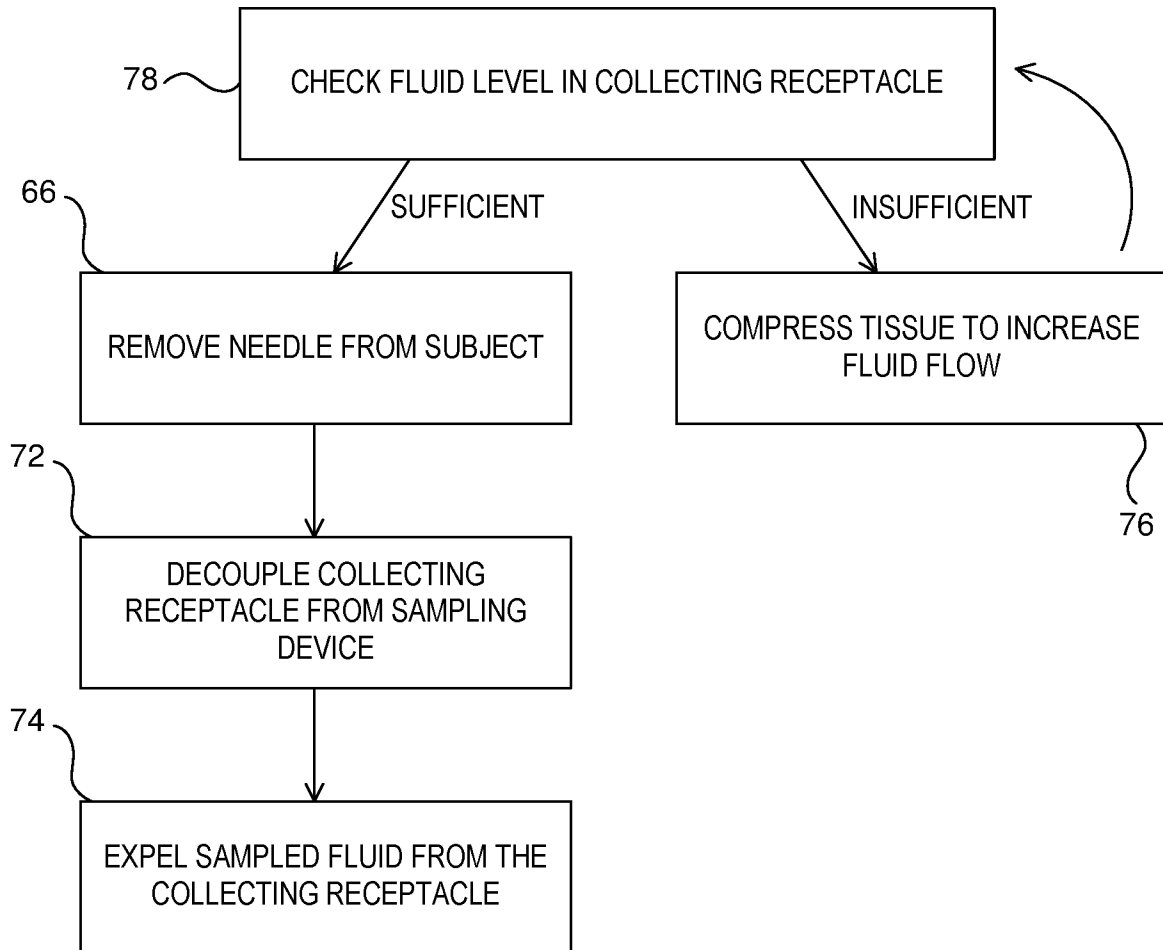 78
CHECK FLUID LEVEL IN COLLECTING RECEPTACLE
66
SUFFICIENT
INSUFFICIENT
REMOVE NEEDLE FROM SUBJECT
COMPRESS TISSUE TO INCREASE
FLUID FLOW
72
76
DECOUPLE COLLECTING
RECEPTACLE FROM SAMPLING
DEVICE
74
EXPEL SAMPLED FLUID FROM THE
COLLECTING RECEPTACLE